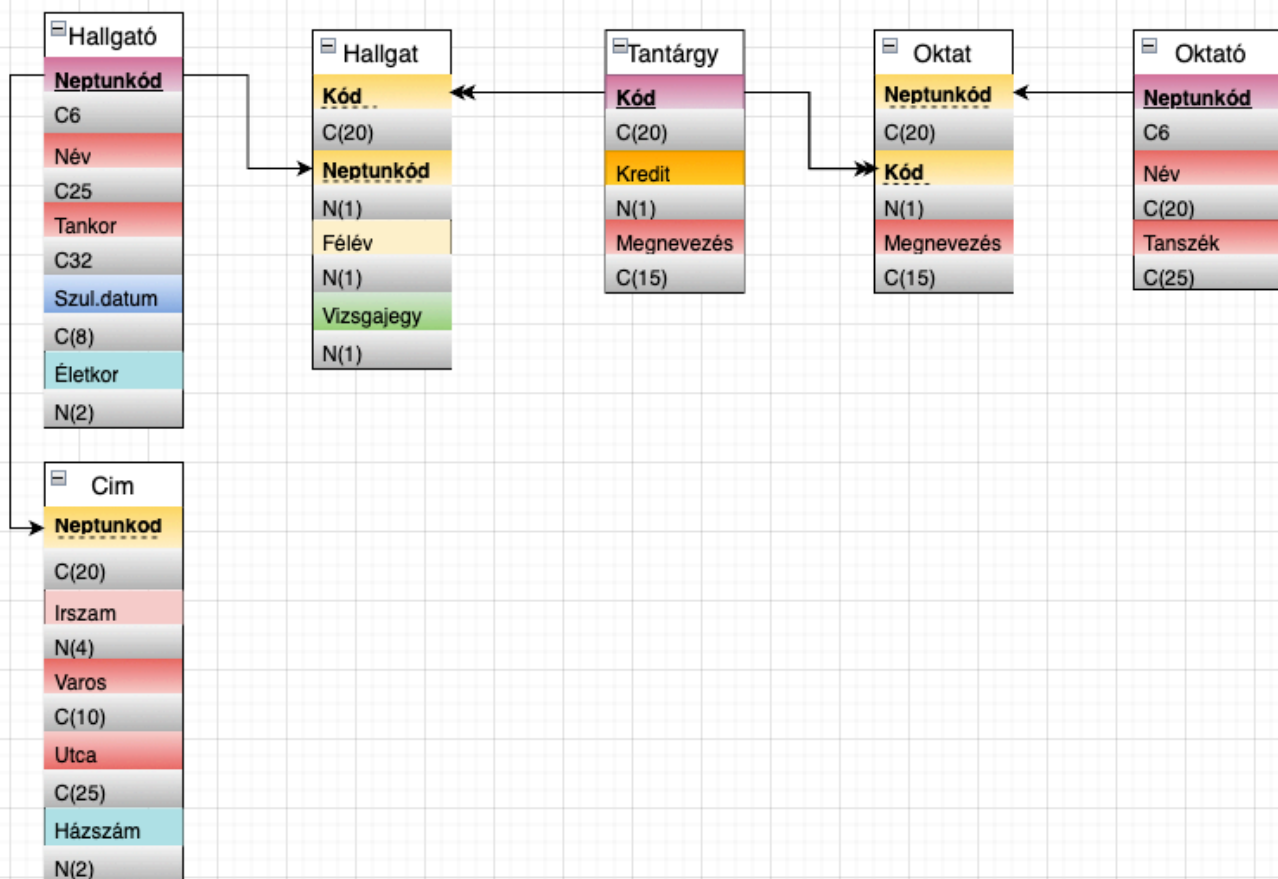 Hallgató
Neptunkód
C6
Név
C25
Tankor
C32
Szul.datum
C(8)
Életkor
N(2)
Cim
Neptunkod
C(20)
Irszam
N(4)
Varos
C(10)
Utca
C(25)
Házszám
N(2)
Hallgat
Kód
C(20)
Neptunkód
N(1)
Félév
N(1)
Vizsgajegy
N(1)
Tantárgy
Kód
C(20)
Kredit
N(1)
Megnevezés
C(15)
Oktat
Neptunkód
C(20)
Kód
N(1)
Megnevezés
C(15)
Oktató
Neptunkód
C6
Név
C(20)
Tanszék
C(25)